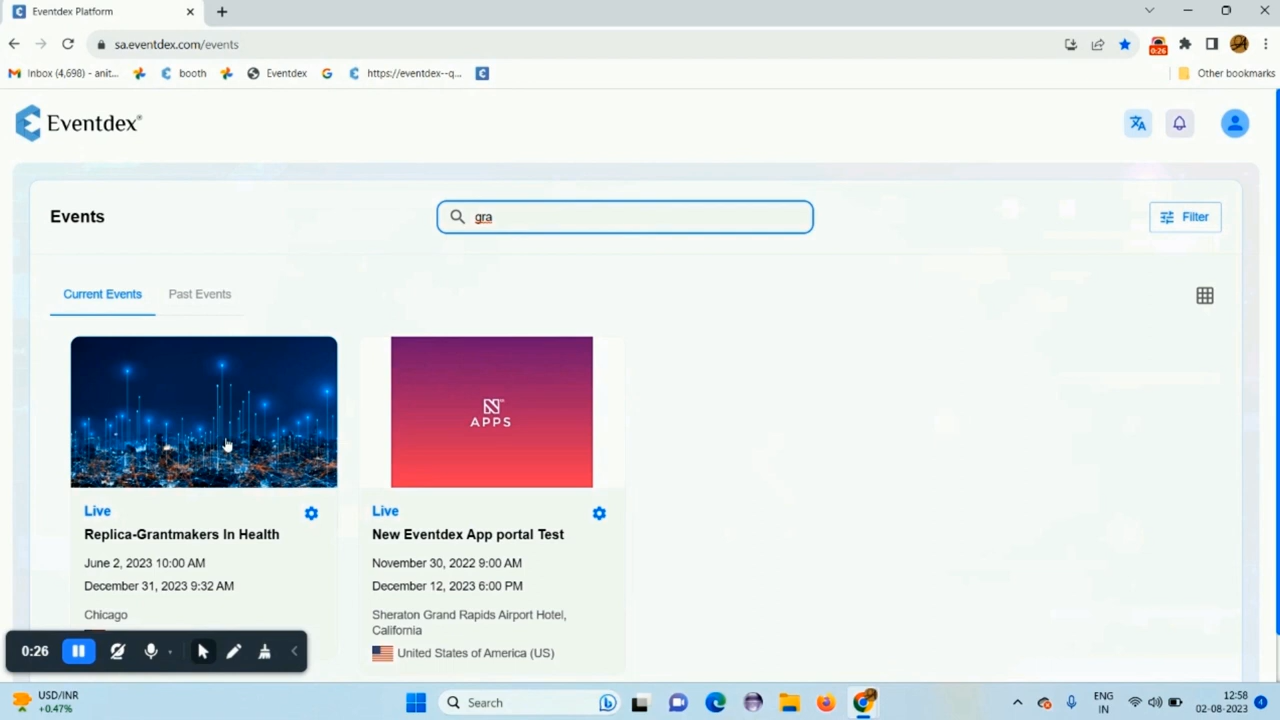 Eventdex Platform
sa.eventdex.com/events
0:26
Inbox (4,698) - anit...
booth
Eventdex
https://eventdex--q...
Other bookmarks
Eventdex®
Events
gra
Filter
Current Events
Past Events
APPS
Live
Replica-Grantmakers In Health
June 2, 2023 10:00 AM
December 31, 2023 9:32 AM
Chicago
Live
New Eventdex App portal Test
November 30, 2022 9:00 AM
December 12, 2023 6:00 PM
Sheraton Grand Rapids Airport Hotel,
California
United States of America (US)
0:26
USD/INR
+0.47%
Search
ENG
IN
12:58
02-08-2023
4